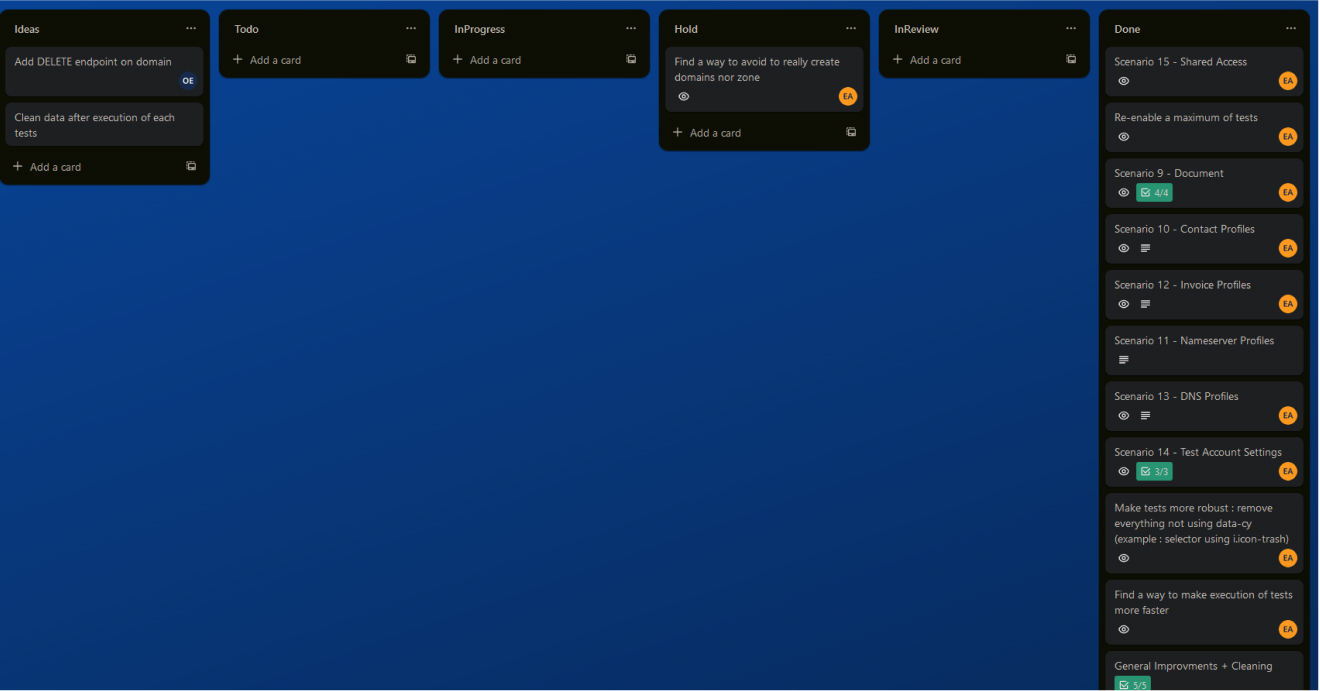 Ideas
Add DELETE endpoint on domain
OE
Clean data after execution of each
tests
+ Add a card
Todo
+ Add a card
InProgress
+ Add a card
Hold
Find a way to avoid to really create
domains nor zone
EA
+ Add a card
InReview
+ Add a card
Done
Scenario 15 - Shared Access
EA
Re-enable a maximum of tests
EA
Scenario 9 - Document
4/4
EA
Scenario 10 - Contact Profiles
EA
Scenario 12 - Invoice Profiles
EA
Scenario 11 - Nameserver Profiles
Scenario 13 - DNS Profiles
EA
Scenario 14 - Test Account Settings
3/3
EA
Make tests more robust : remove
everything not using data-cy
(example : selector using i.icon-trash)
EA
Find a way to make execution of tests
more faster
EA
General Improvments + Cleaning
5/5